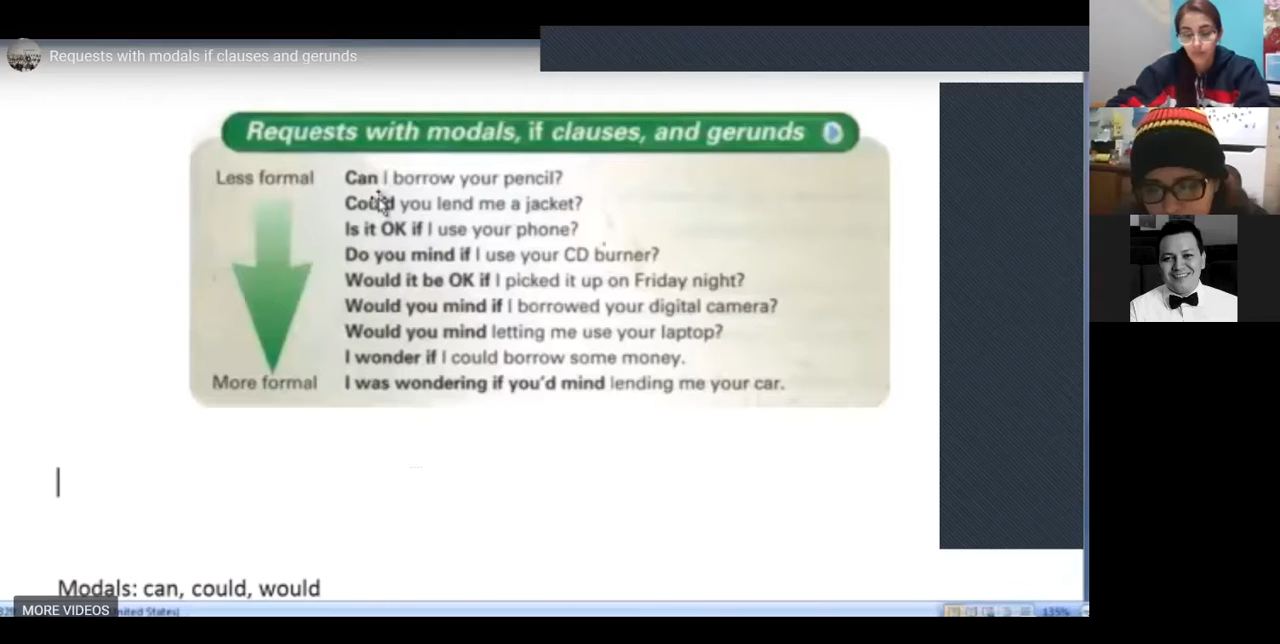 Requests with modals if clauses and gerunds
Requests with modals, if clauses, and gerunds
Less formal
Can I borrow your pencil?
Could you lend me a jacket?
Is it OK if I use your phone?
Do you mind if I use your CD burner?
Would it be OK if I picked it up on Friday night?
Would you mind if I borrowed your digital camera?
Would you mind letting me use your laptop?
I wonder if I could borrow some money.
More formal
I was wondering if you'd mind lending me your car.
Modals: can, could, would
MORE VIDEOS
United States)
135%